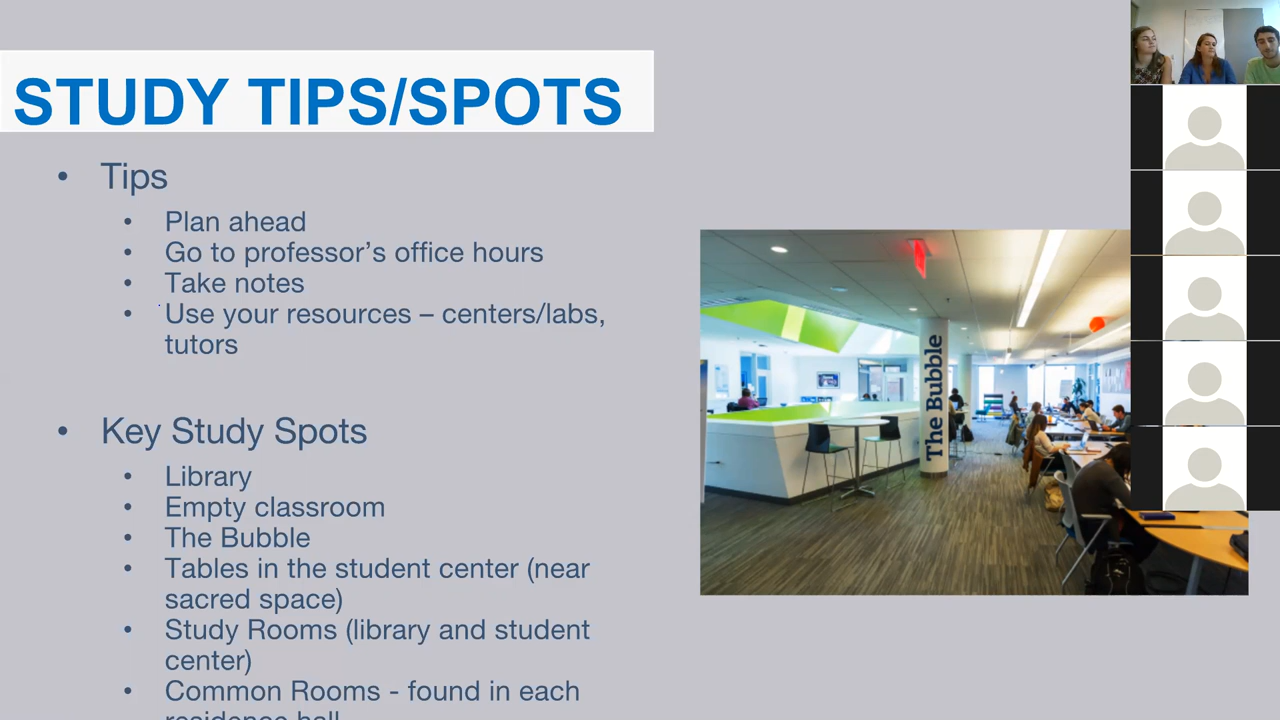 STUDY TIPS/SPOTS
• Tips
• Plan ahead
• Go to professor’s office hours
• Take notes
• Use your resources – centers/labs,
tutors
• Key Study Spots
• Library
• Empty classroom
• The Bubble
• Tables in the student center (near
sacred space)
• Study Rooms (library and student
center)
• Common Rooms - found in each
residence hall
The Bubble